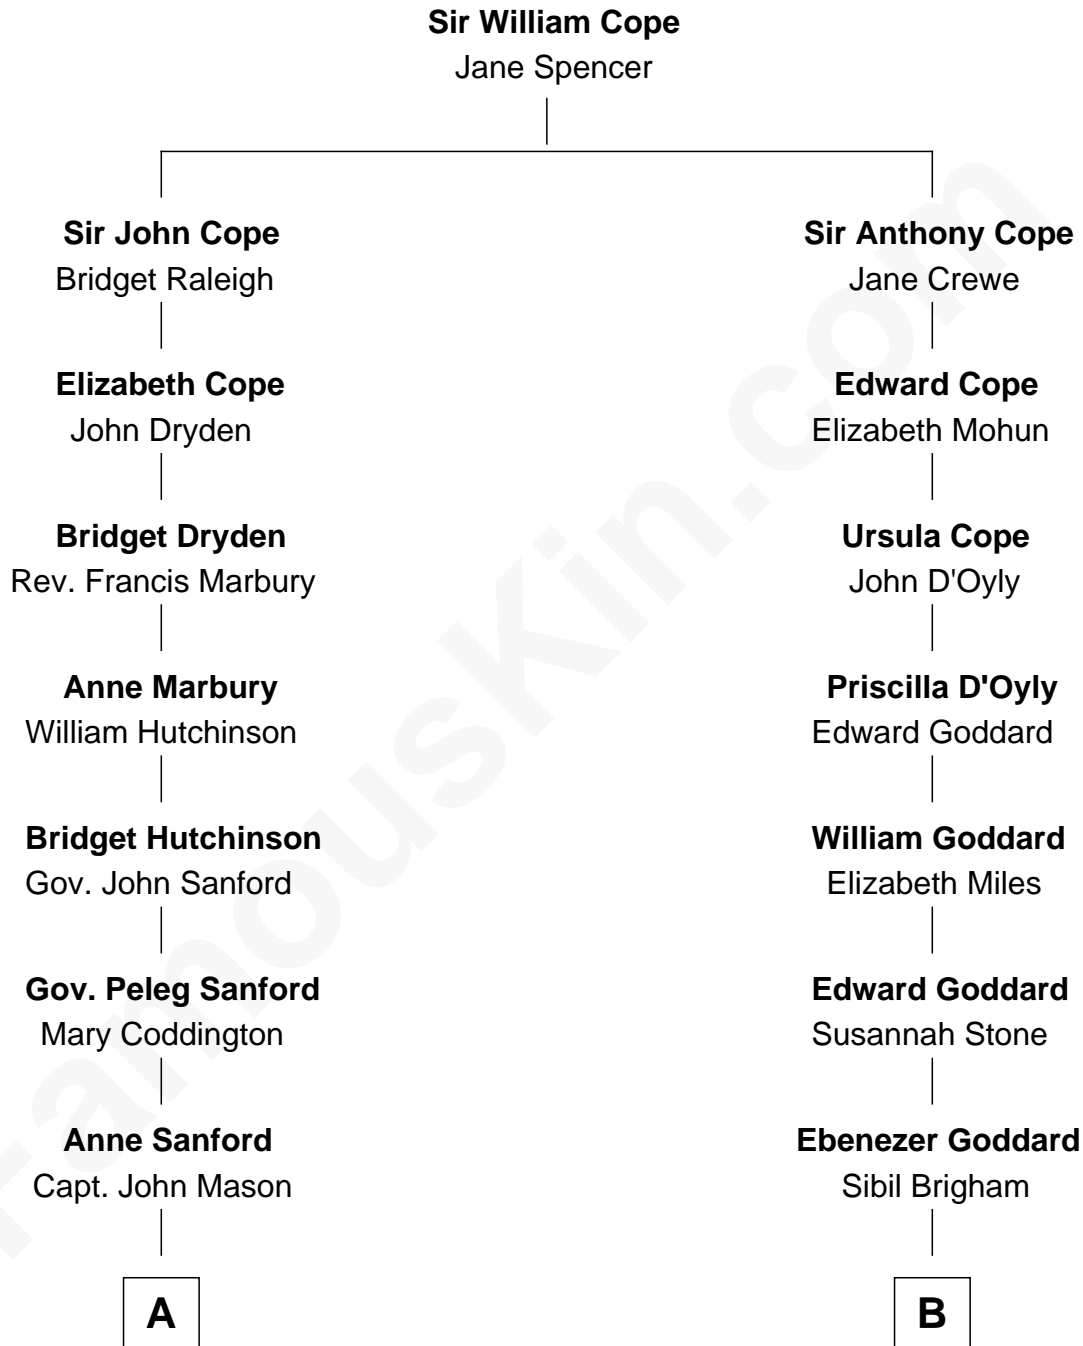 Sir William Cope
Jane Spencer
Sir John Cope
Bridget Raleigh
Elizabeth Cope
John Dryden
Bridget Dryden
Rev. Francis Marbury
Anne Marbury
William Hutchinson
Bridget Hutchinson
Gov. John Sanford
Gov. Peleg Sanford
Mary Coddington
Anne Sanford
Capt. John Mason
A
Sir Anthony Cope
Jane Crewe
Edward Cope
Elizabeth Mohun
Ursula Cope
John D'Oyly
Priscilla D'Oyly
Edward Goddard
William Goddard
Elizabeth Miles
Edward Goddard
Susannah Stone
Ebenezer Goddard
Sibil Brigham
B
FamousKin.com